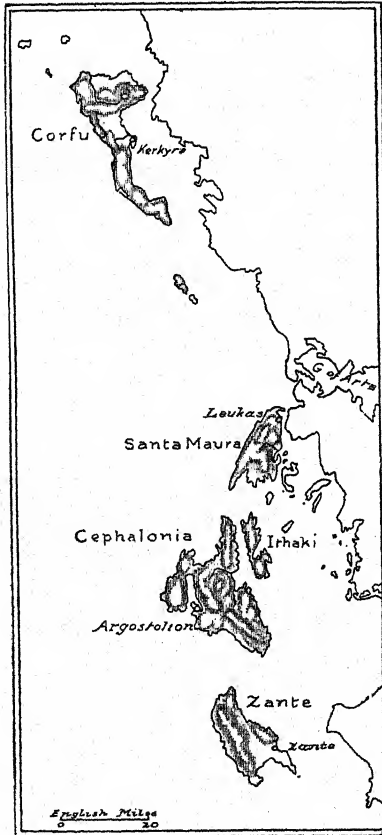 Corfu
Kerkyra
G. of Arta
Leukas
Santa Maura
Cephalonia
Ithaki
Argostolion
Zante
Zante
English Miles
0 20